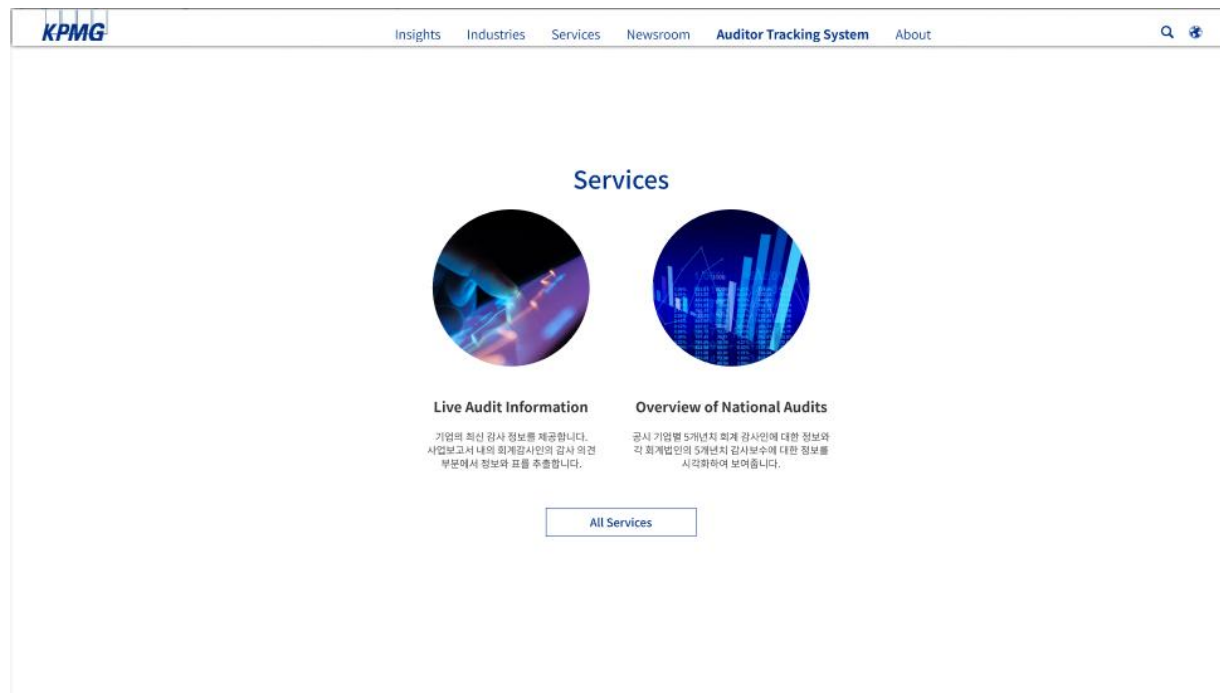 KPMG
Insights Industries Services Newsroom Auditor Tracking System About
Services
Live Audit Information
기업의 최신 감사 정보를 제공합니다.
사업보고서 내의 회계감사인의 감사 의견
부분에서 정보와 표를 추출합니다.
Overview of National Audits
공시 기업별 5개년치 회계 감사인에 대한 정보와
각 회계법인의 5개년치 감사보수에 대한 정보를
시각화하여 보여줍니다.
All Services